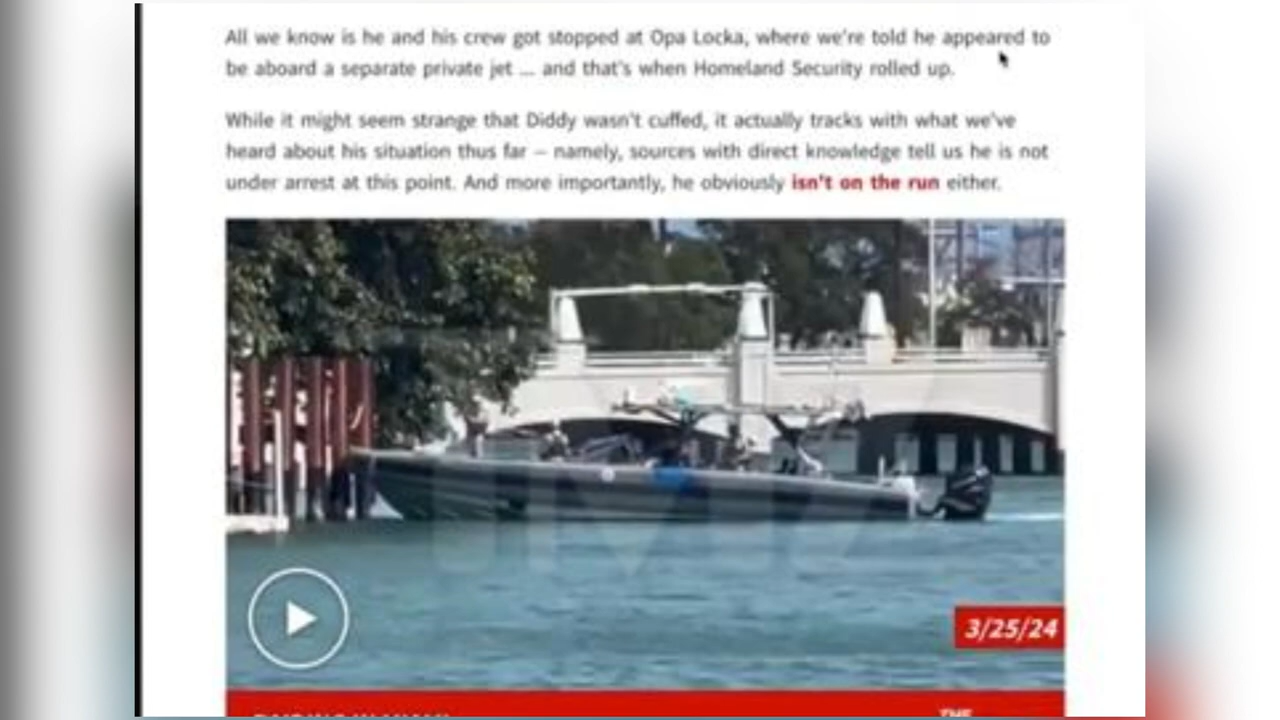 All we know is he and his crew got stopped at Opa Locka, where we're told he appeared to
be aboard a separate private jet ... and that's when Homeland Security rolled up.
While it might seem strange that Diddy wasn't cuffed, it actually tracks with what we've
heard about his situation thus far – namely, sources with direct knowledge tell us he is not
under arrest at this point. And more importantly, he obviously isn't on the run either.
TMZ
3/25/24
THE